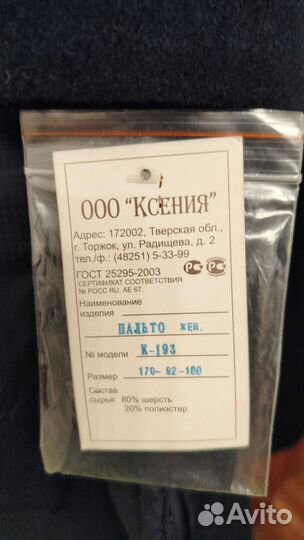 ООО "КСЕНИЯ"
Адрес: 172002, Тверская обл.,
г. Торжок, ул. Радищева, д. 2
тел./ф.: (48251) 5-33-99
ГОСТ 25295-2003
СЕРТИФИКАТ СООТВЕТСТВИЯ
№ РОСС RU. АЕ 67.
Наименование
изделия ПАЛЬТО ЖЕН.
№ модели К-193
Размер 170-92-100
Состав
сырья: 80% шерсть
20% полиэстер
Avito